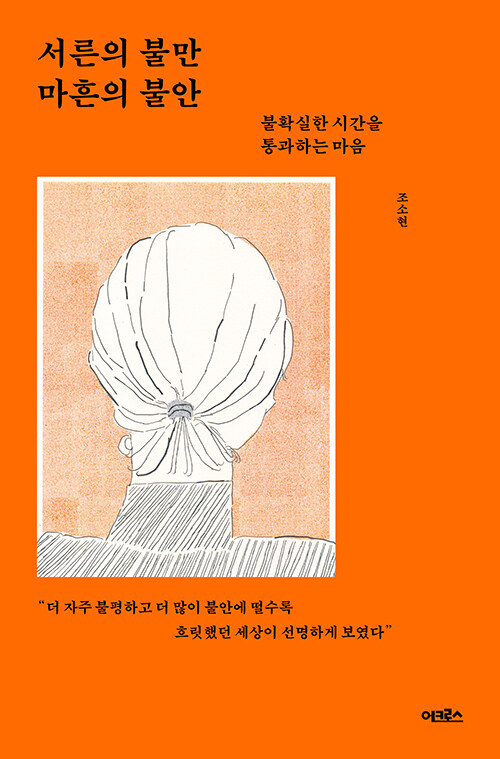 서른의 불만
마흔의 불안
불확실한 시간을
통과하는 마음
조소현
“더 자주 불평하고 더 많이 불안에 떨수록
흐릿했던 세상이 선명하게 보였다”
어크로스